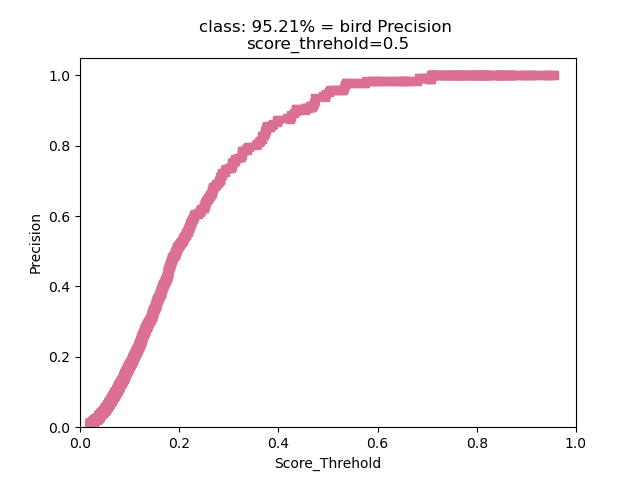 class: 95.21% = bird Precision
score_threhold=0.5
1.0
0.8
0.6
0.4
0.2
0.0
Precision
0.0 0.2 0.4 0.6 0.8 1.0
Score_Threhold